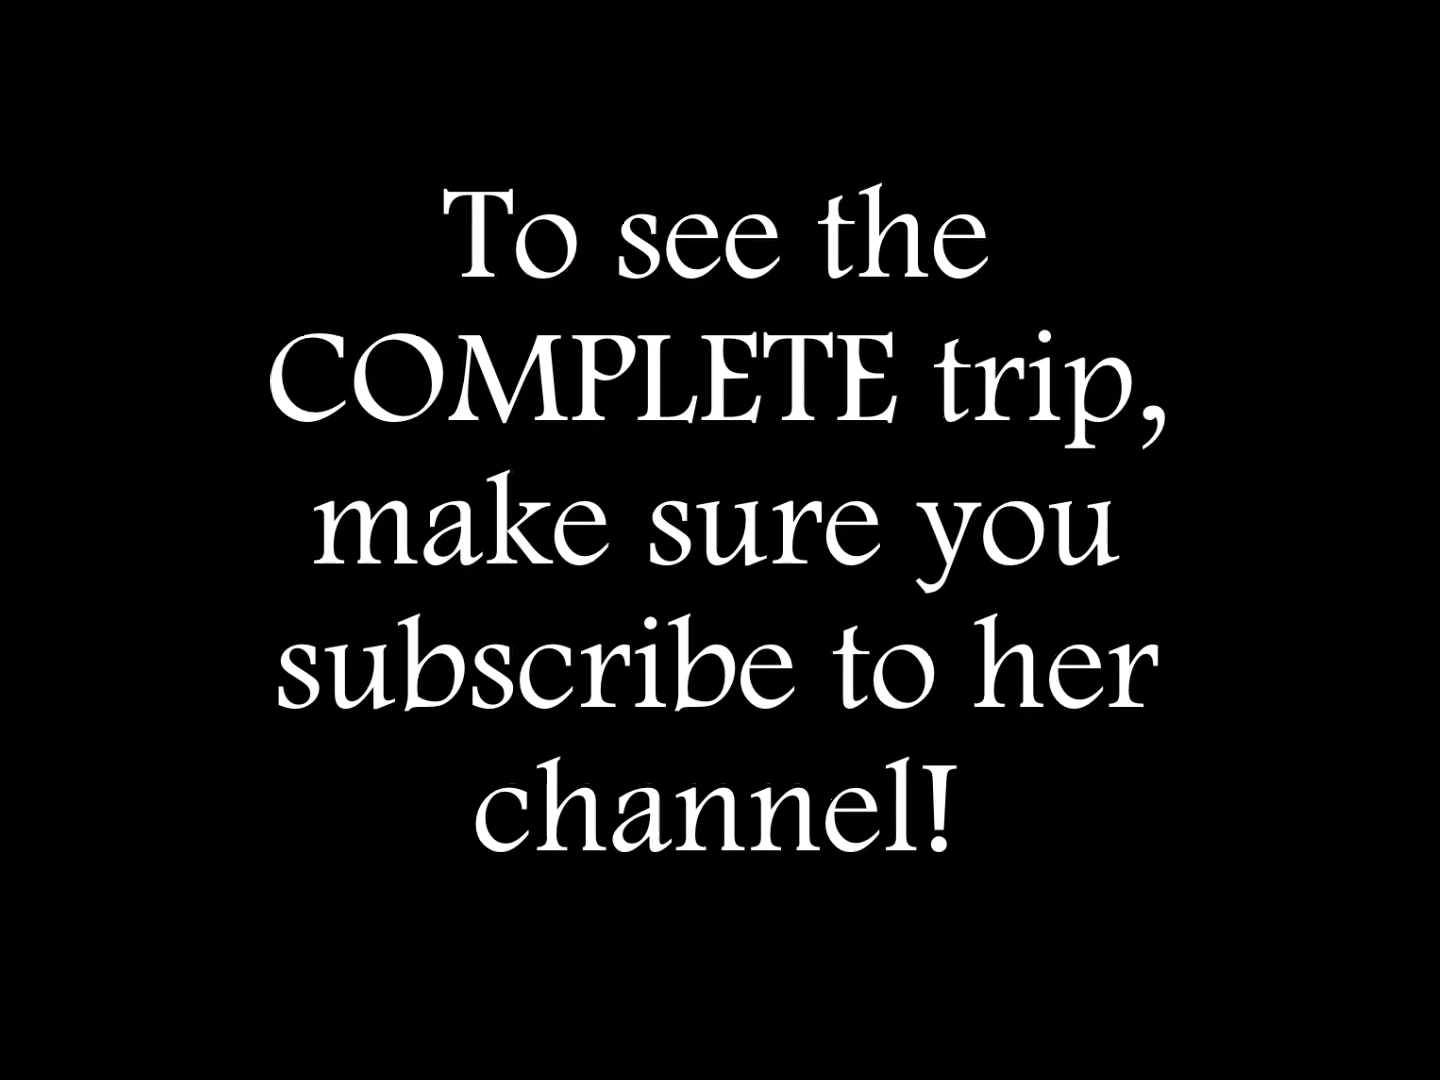 To see the
COMPLETE trip,
make sure you
subscribe to her
channel!